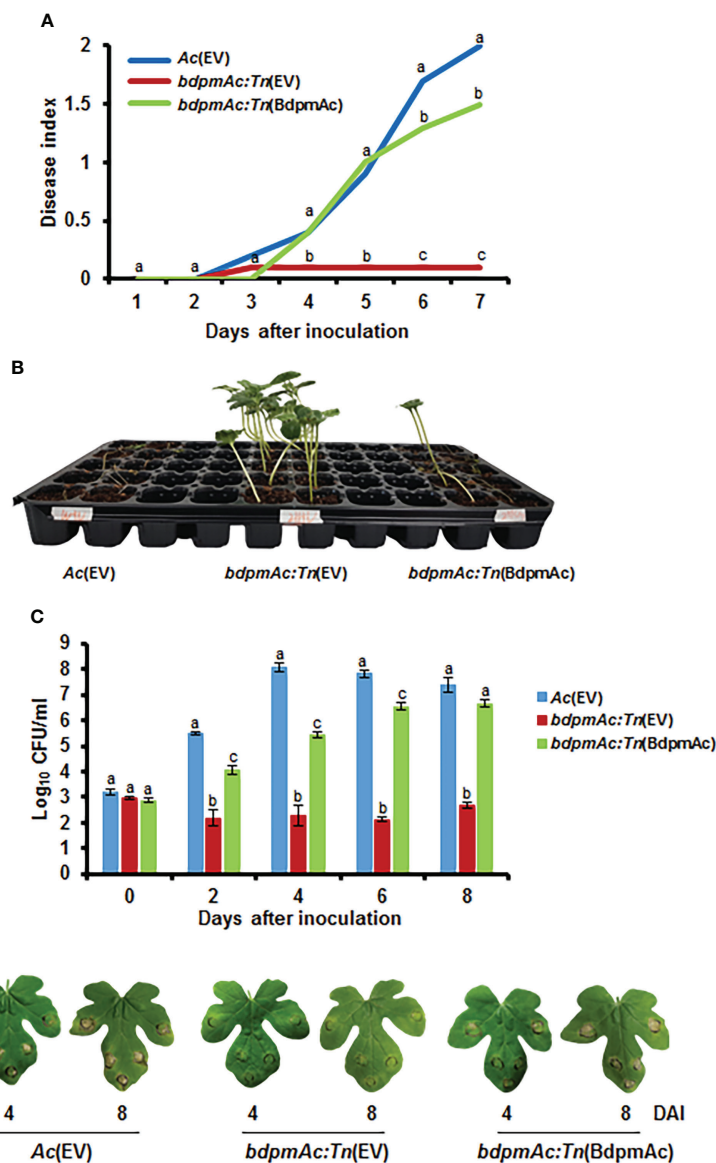 A
2
1.5
1
0.5
0
Disease index
Ac(EV)
bdpmAc:Tn(EV)
bdpmAc:Tn(BdpmAc)
a a a a a a a
b b
b b c c
1 2 3 4 5 6 7
Days after inoculation
B
Ac(EV) bdpmAc:Tn(EV) bdpmAc:Tn(BdpmAc)
C
9
8
7
6
5
4
3
2
1
0
Log10 CFU/ml
a a a
a b c
a b c
a b c
a b a
0 2 4 6 8
Days after inoculation
Ac(EV)
bdpmAc:Tn(EV)
bdpmAc:Tn(BdpmAc)
4 8 4 8 4 8 DAI
Ac(EV) bdpmAc:Tn(EV) bdpmAc:Tn(BdpmAc)